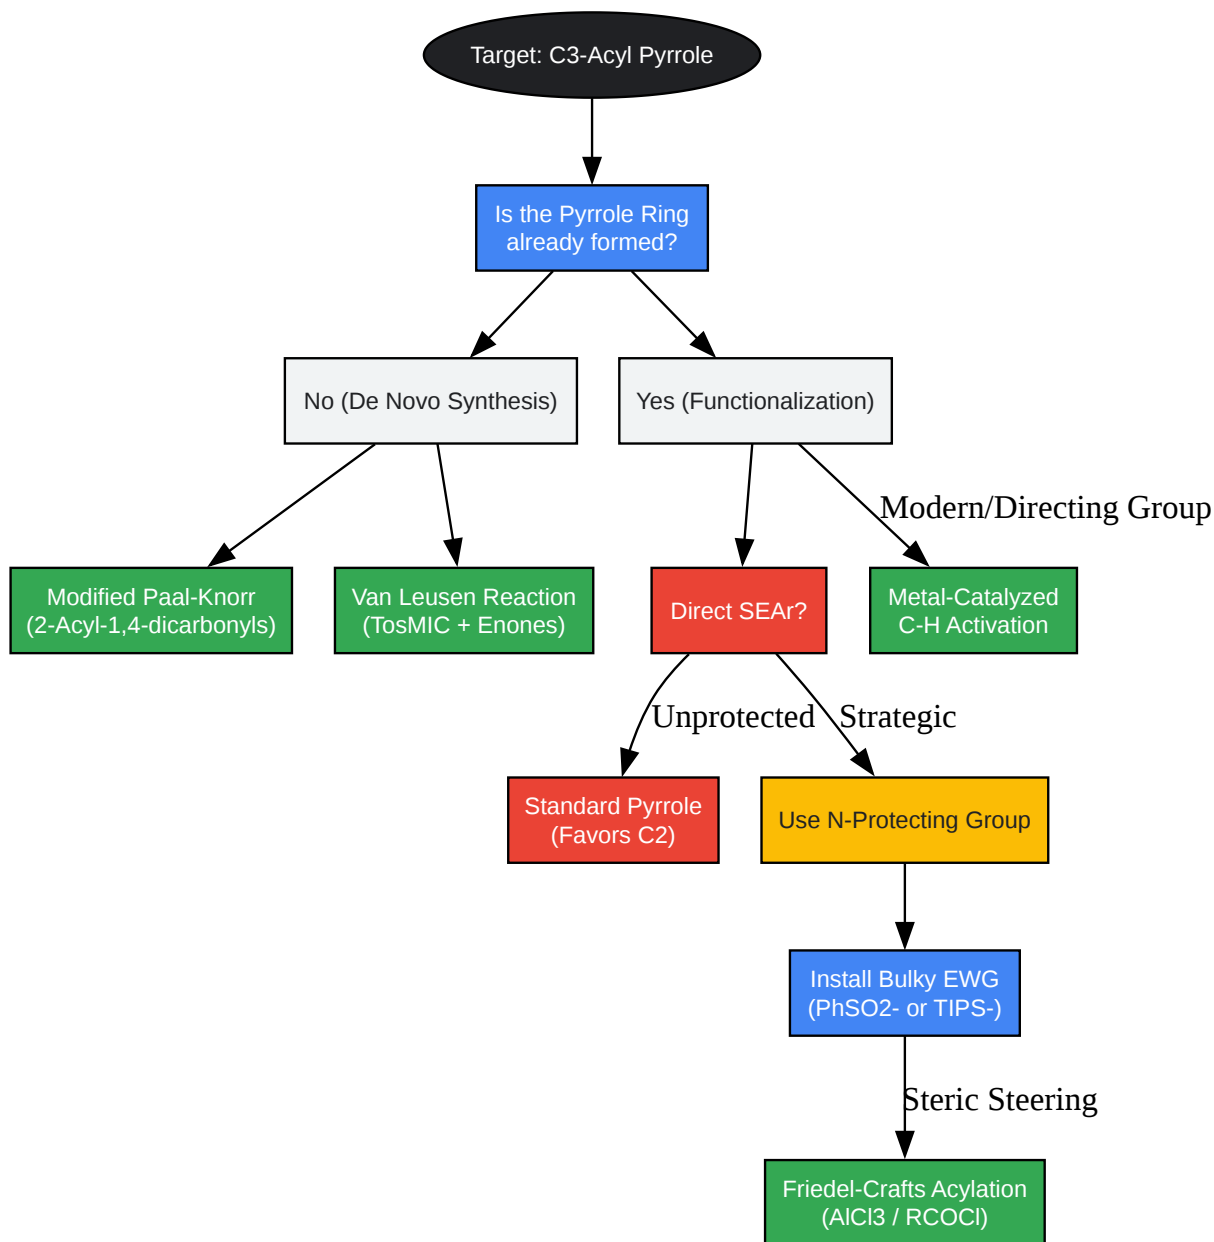 Target: C3-Acyl Pyrrole
Is the Pyrrole Ring
already formed?
No (De Novo Synthesis)
Yes (Functionalization)
Modern/Directing Group
Modified Paal-Knorr
(2-Acyl-1,4-dicarbonyls)
Van Leusen Reaction
(TosMIC + Enones)
Direct SEAr?
Metal-Catalyzed
C-H Activation
Unprotected
Strategic
Standard Pyrrole
(Favors C2)
Use N-Protecting Group
Install Bulky EWG
(PhSO2- or TIPS-)
Steric Steering
Friedel-Crafts Acylation
(AlCl3 / RCOCl)